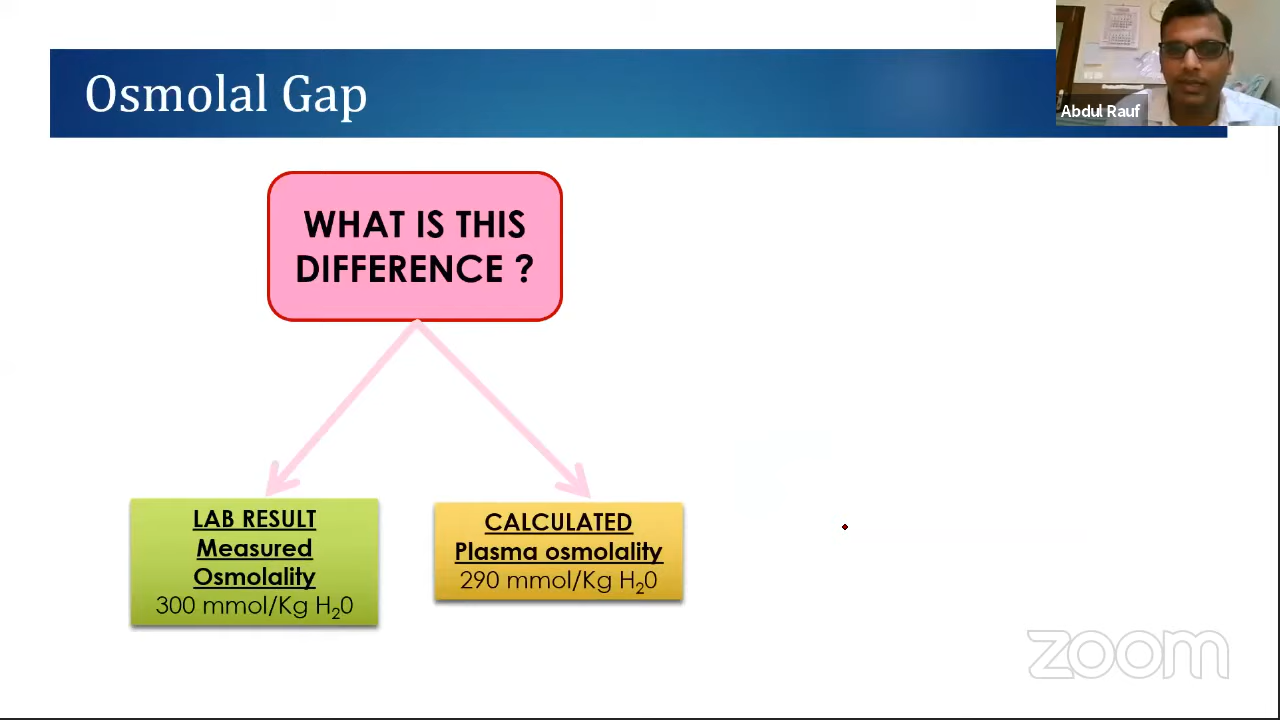 Osmolal Gap
Abdul Rauf
WHAT IS THIS
DIFFERENCE ?
LAB RESULT
Measured
Osmolality
300 mmol/Kg H₂0
CALCULATED
Plasma osmolality
290 mmol/Kg H₂0
zoom